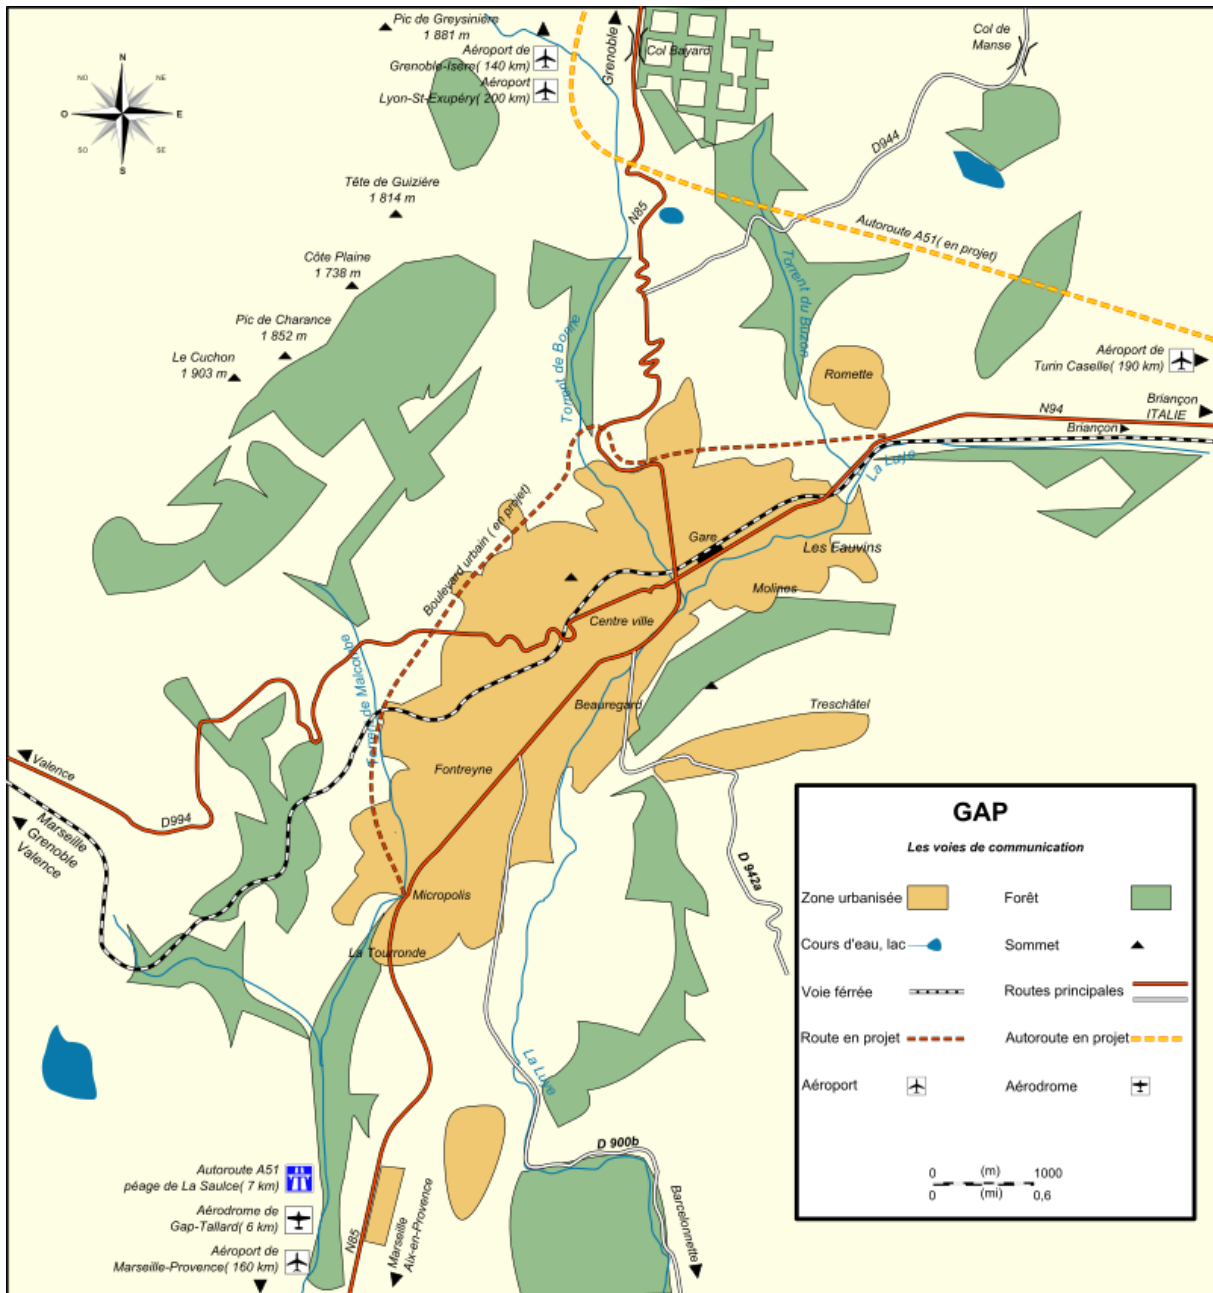 Pic de Greysinière
1 881 m
Aéroport de
Grenoble-Isère( 140 km)
Aéroport
Lyon-St-Exupéry( 200 km)
Grenoble
Col Bayard
Col de
Manse
N
NO
NE
O
E
SO
SE
S
D944
Tête de Guizière
1 814 m
N85
Autoroute A51( en projet)
Côte Plaine
1 738 m
Torrent du Buzon
Pic de Charance
1 852 m
Torrent de Bonne
Le Cuchon
1 903 m
Romette
Aéroport de
Turin Caselle( 190 km)
Briançon
ITALIE
N94
Briançon
La Luye
Boulevard urbain ( en projet)
Gare
Les Eauvins
Molines
Centre ville
Torrent de Malcombe
Beauregard
Treschâtel
Fontreyne
Valence
D994
Marseille
Grenoble
Valence
D 942a
Micropolis
La Tourronde
La Luye
D 900b
Autoroute A51
péage de La Saulce( 7 km)
Aérodrome de
Gap-Tallard( 6 km)
Aéroport de
Marseille-Provence( 160 km)
N85
Marseille
Aix-en-Provence
Barcelonnette
GAP
Les voies de communication
Zone urbanisée
Forêt
Cours d'eau, lac
Sommet
Voie férrée
Routes principales
Route en projet
Autoroute en projet
Aéroport
Aérodrome
0 (m) 1000
0 (mi) 0,6